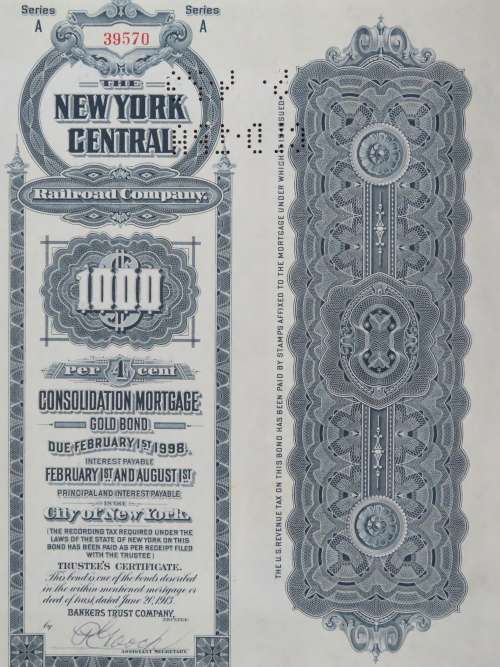 Series Series
A A
39570
THE
NEW YORK
CENTRAL
Railroad Company.
1000
Per 4 cent
CONSOLIDATION MORTGAGE
GOLD BOND
DUE FEBRUARY 1ST 1998.
INTEREST PAYABLE
FEBRUARY 1ST AND AUGUST 1ST
PRINCIPAL AND INTEREST PAYABLE
IN THE
City of New York.
(THE RECORDING TAX REQUIRED UNDER THE
LAWS OF THE STATE OF NEW YORK ON THIS
BOND HAS BEEN PAID AS PER RECEIPT FILED
WITH THE TRUSTEE)
TRUSTEE'S CERTIFICATE.
This bond is one of the bonds described
in the within mentioned mortgage or
deed of trust, dated June 20, 1913.
BANKERS TRUST COMPANY,
TRUSTEE
by
ASSISTANT SECRETARY
THE U.S. REVENUE TAX ON THIS BOND HAS BEEN PAID BY STAMPS AFFIXED TO THE MORTGAGE UNDER WHICH IT IS ISSUED.